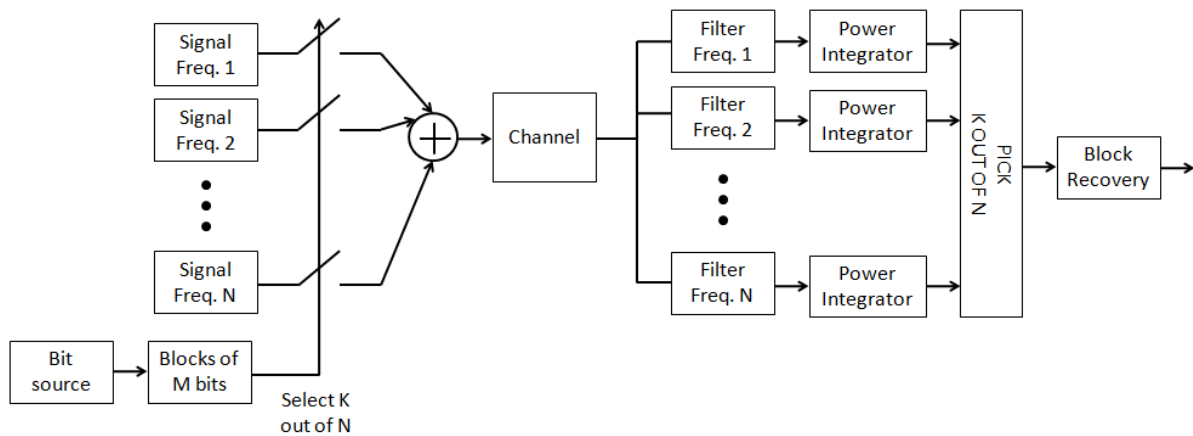 Signal
Freq. 1
Signal
Freq. 2
Signal
Freq. N
Bit
source
Blocks of
M bits
Select K
out of N
Channel
Filter
Freq. 1
Power
Integrator
Filter
Freq. 2
Power
Integrator
Filter
Freq. N
Power
Integrator
PICK
K OUT OF N
Block
Recovery